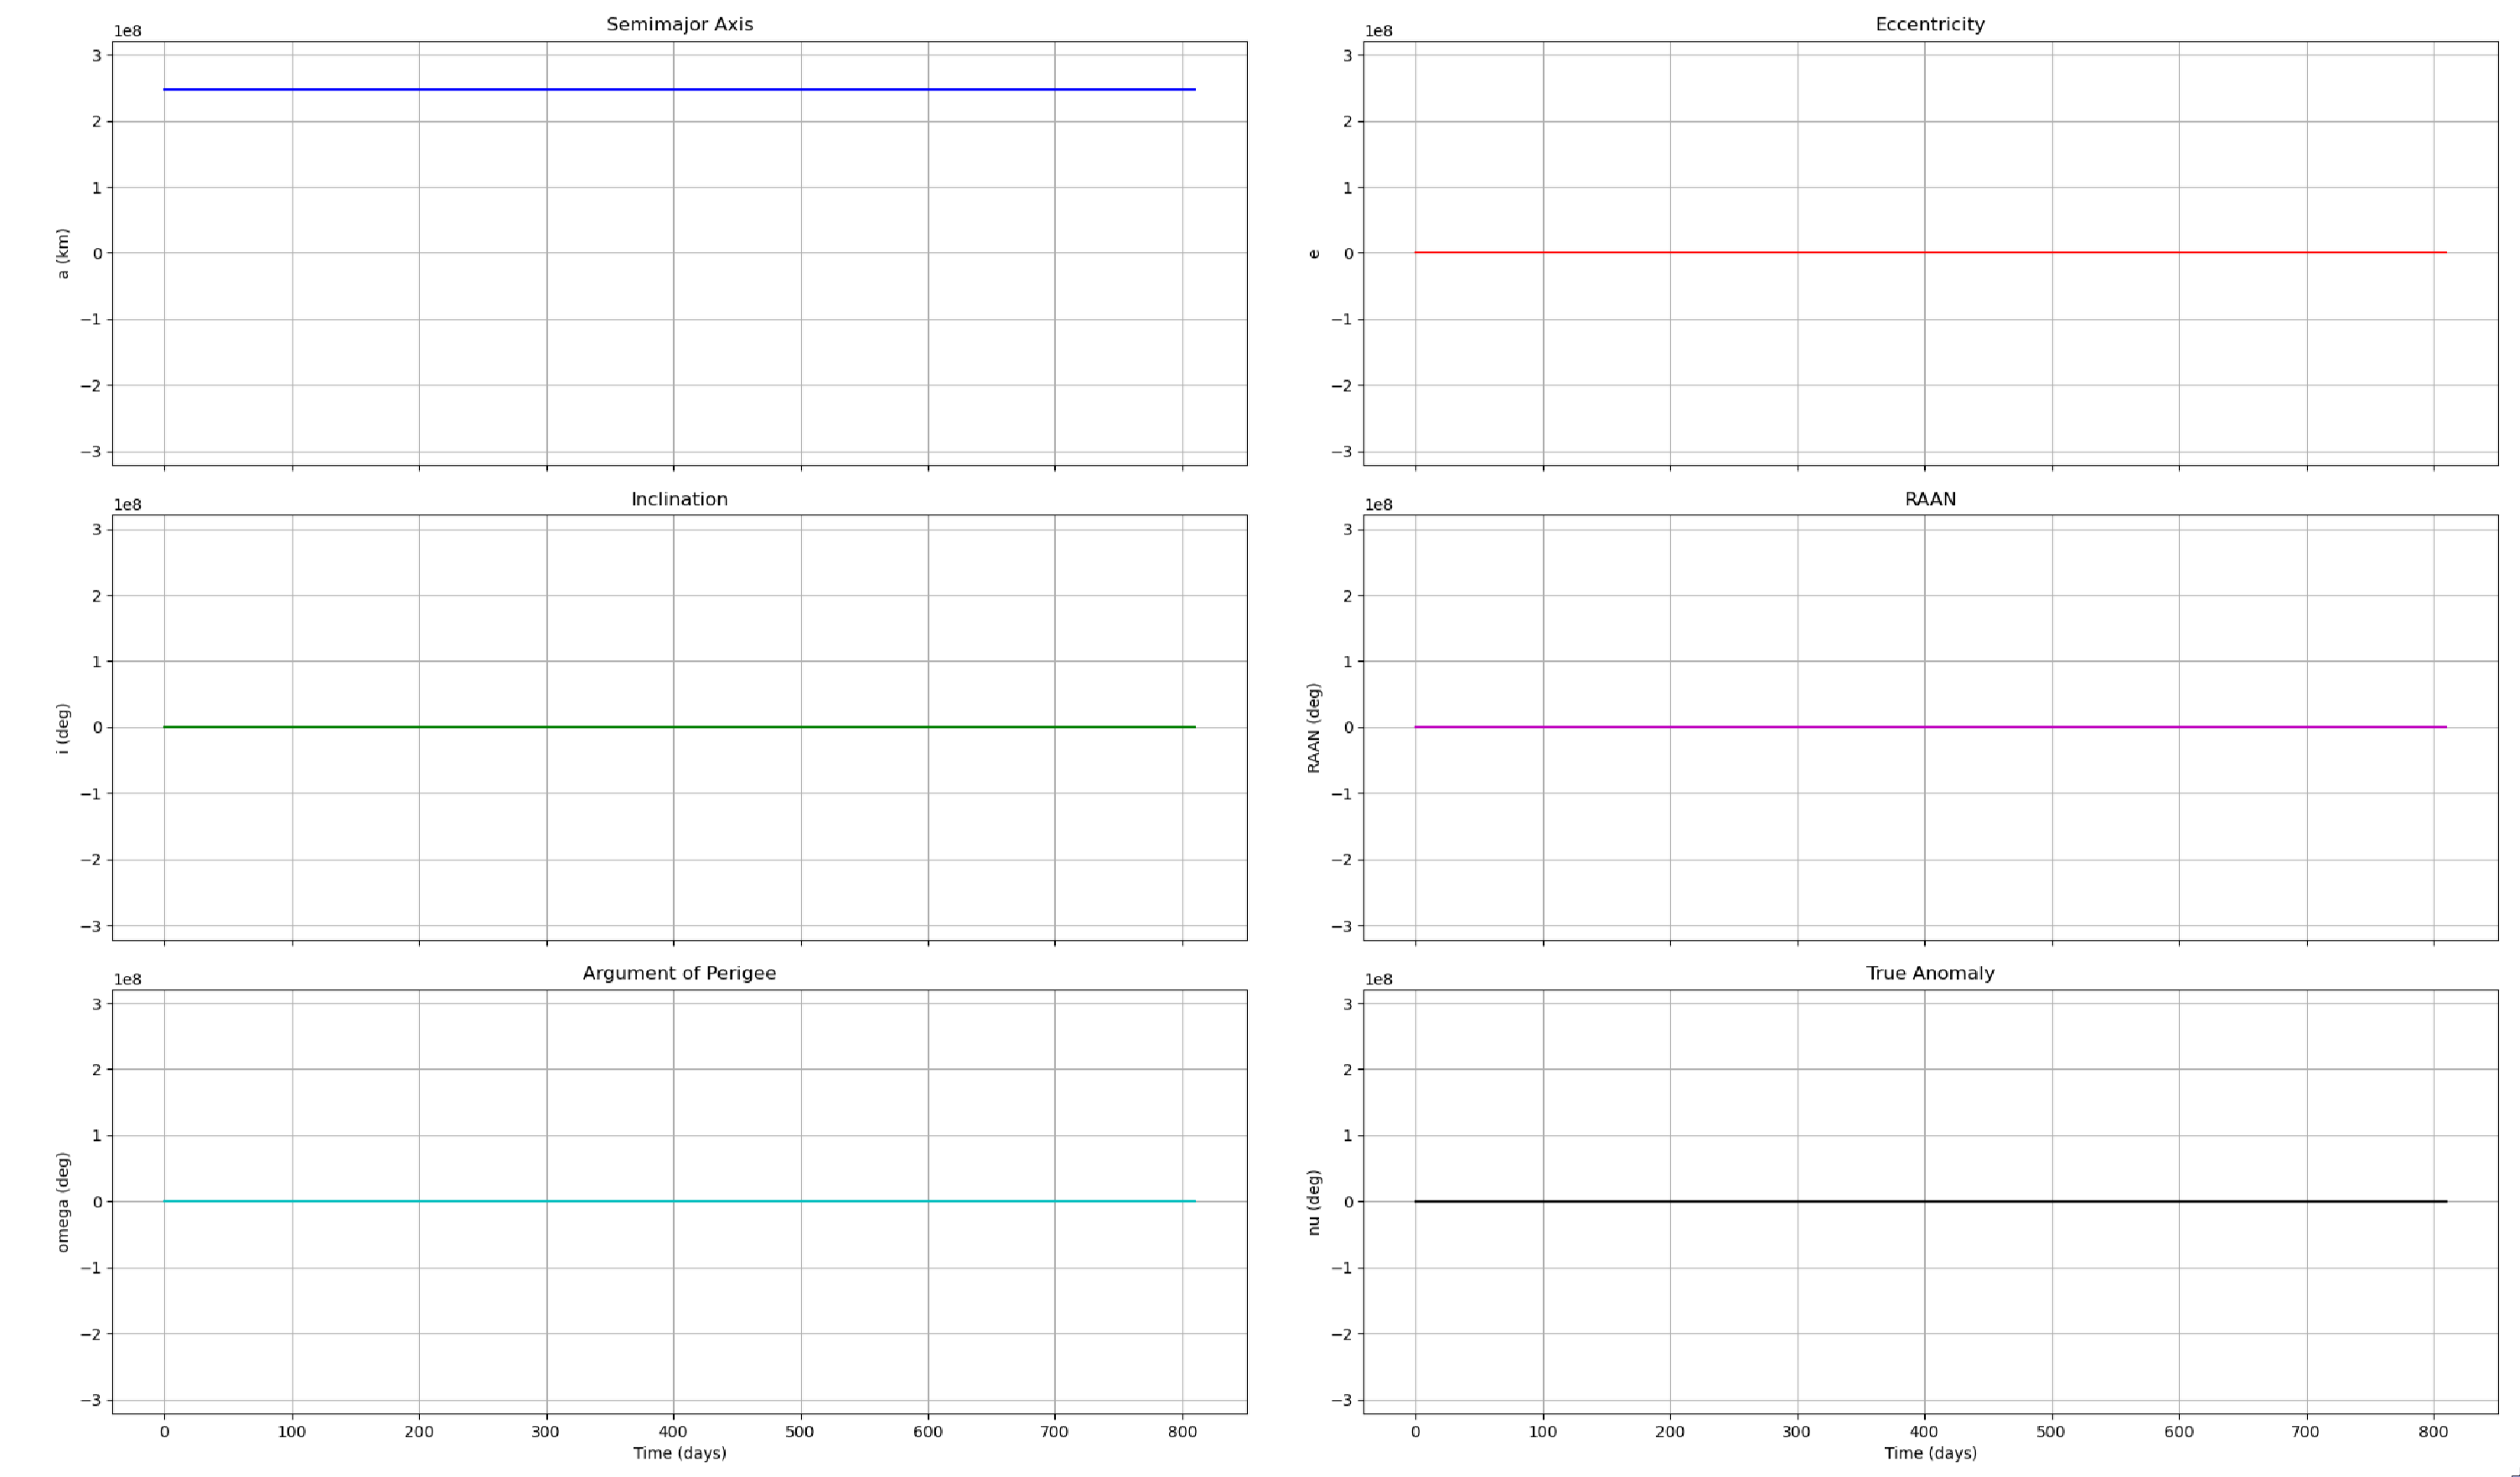 Semimajor Axis
1e8
3
2
1
0
−1
−2
−3
a (km)
Eccentricity
1e8
3
2
1
0
−1
−2
−3
e
Inclination
1e8
3
2
1
0
−1
−2
−3
i (deg)
RAAN
1e8
3
2
1
0
−1
−2
−3
RAAN (deg)
Argument of Perigee
1e8
3
2
1
0
−1
−2
−3
omega (deg)
0 100 200 300 400 500 600 700 800
Time (days)
True Anomaly
1e8
3
2
1
0
−1
−2
−3
nu (deg)
0 100 200 300 400 500 600 700 800
Time (days)